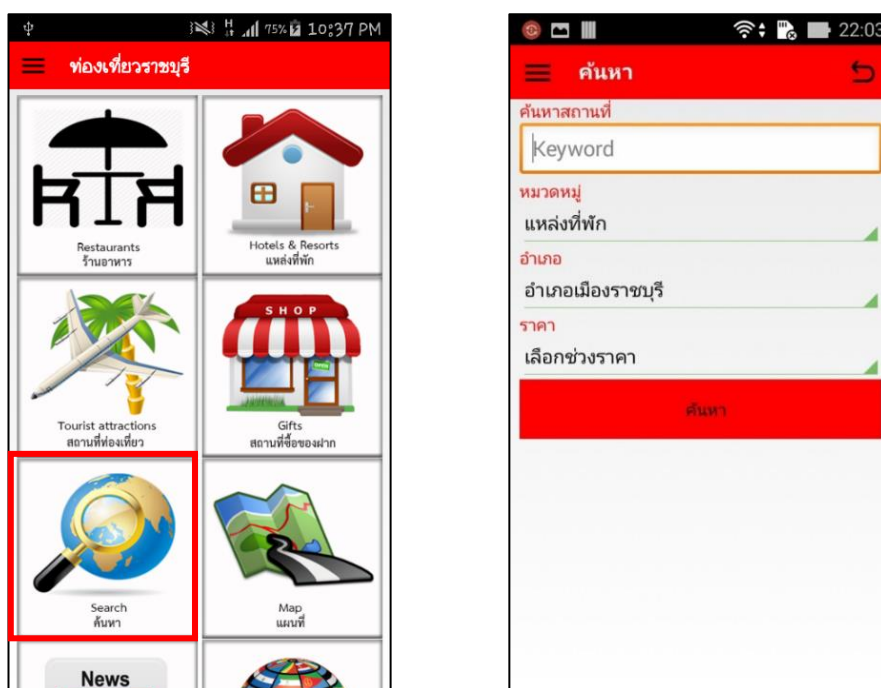 75% 10:37 PM
ท่องเที่ยวราชบุรี
Restaurants
ร้านอาหาร
Hotels & Resorts
แหล่งที่พัก
SHOP
OPEN
Tourist attractions
สถานที่ท่องเที่ยว
Gifts
สถานที่ซื้อของฝาก
Search
ค้นหา
Map
แผนที่
News
22:03
ค้นหา
ค้นหาสถานที่
Keyword
หมวดหมู่
แหล่งที่พัก
อำเภอ
อำเภอเมืองราชบุรี
ราคา
เลือกช่วงราคา
ค้นหา